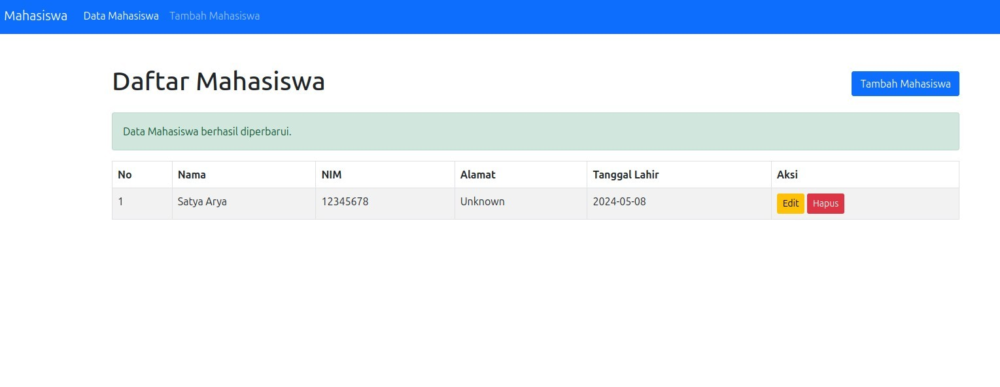 Mahasiswa Data Mahasiswa Tambah Mahasiswa
Daftar Mahasiswa Tambah Mahasiswa
Data Mahasiswa berhasil diperbarui.
No Nama NIM Alamat Tanggal Lahir Aksi
1 Satya Arya 12345678 Unknown 2024-05-08 Edit Hapus